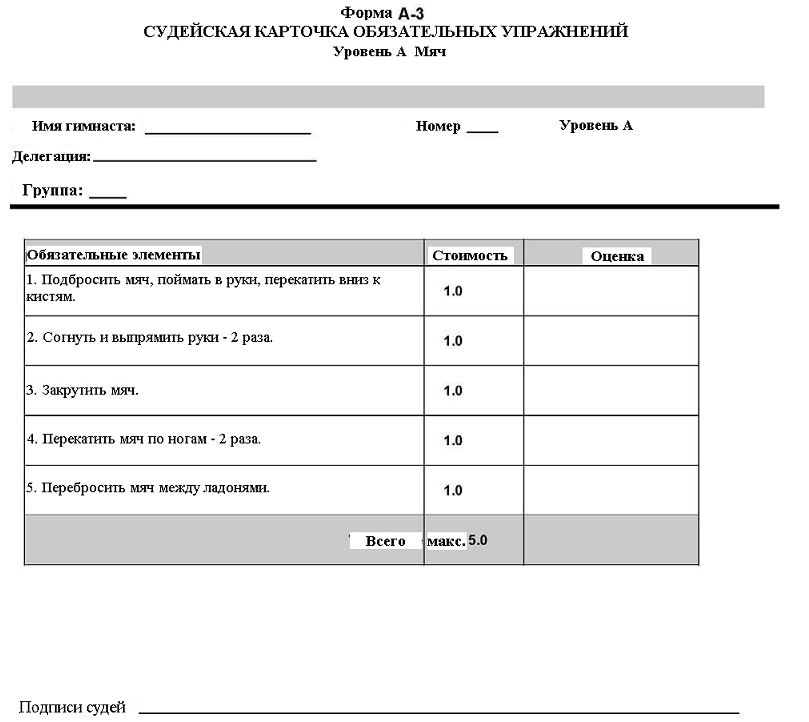 Форма А-3
СУДЕЙСКАЯ КАРТОЧКА ОБЯЗАТЕЛЬНЫХ УПРАЖНЕНИЙ
Уровень А Мяч
Имя гимнаста: Номер Уровень А
Делегация:
Группа:
Обязательные элементы Стоимость Оценка
1. Подбросить мяч, поймать в руки, перекатить вниз к
кистям. 1.0
2. Согнуть и выпрямить руки - 2 раза. 1.0
3. Закрутить мяч. 1.0
4. Перекатить мяч по ногам - 2 раза. 1.0
5. Перебросить мяч между ладонями. 1.0
Всего макс. 5.0
Подписи судей